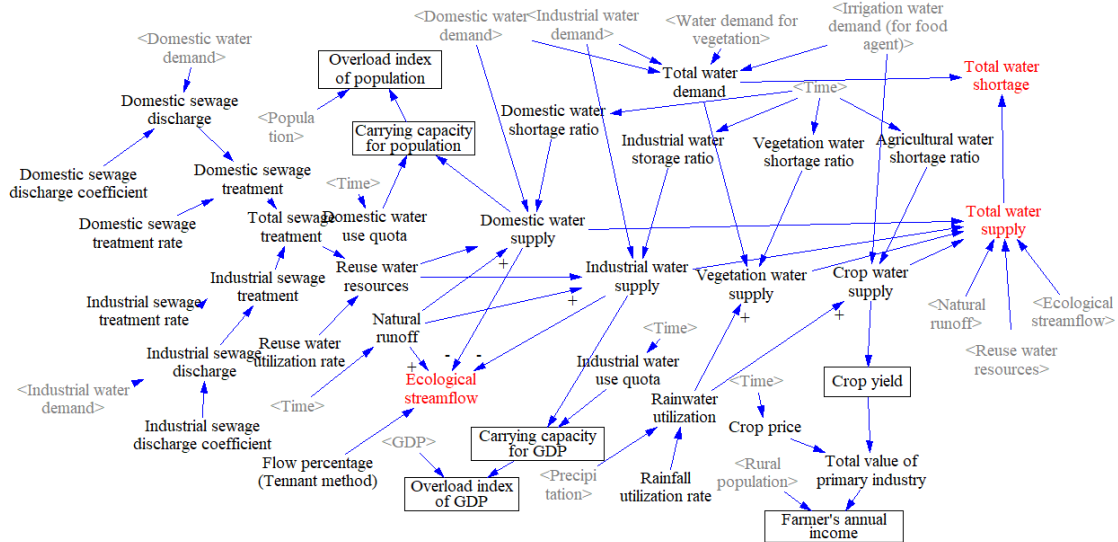 <Domestic water
demand>
<Domestic water
demand>
<Industrial water
demand>
<Water demand for
vegetation>
<Irrigation water
demand (for food
agent)>
Overload index
of population
Total water
demand
Total water
shortage
<Time>
Domestic sewage
discharge
<Popula
tion>
Carrying capacity
for population
Domestic water
shortage ratio
Industrial water
storage ratio
Vegetation water
shortage ratio
Agricultural water
shortage ratio
Domestic sewage
discharge coefficient
Domestic sewage
treatment
<Time>
Domestic sewage
treatment rate
Total sewage
treatment
Domestic water
use quota
Domestic water
supply
Total water
supply
+
Industrial sewage
treatment
Reuse water
resources
Industrial water
supply
Vegetation water
supply
Crop water
supply
+
+
+
Industrial sewage
treatment rate
Natural
runoff
<Natural
runoff>
<Ecological
streamflow>
<Reuse water
resources>
Reuse water
utilization rate
Industrial sewage
discharge
+
-
-
<Time>
Industrial water
use quota
<Industrial water
demand>
<Time>
Ecological
streamflow
Rainwater
utilization
<Time>
Crop yield
Industrial sewage
discharge coefficient
<GDP>
Carrying capacity
for GDP
Crop price
Flow percentage
(Tennant method)
Overload index
of GDP
<Precipi
tation>
Rainfall
utilization rate
<Rural
population>
Total value of
primary industry
Farmer's annual
income